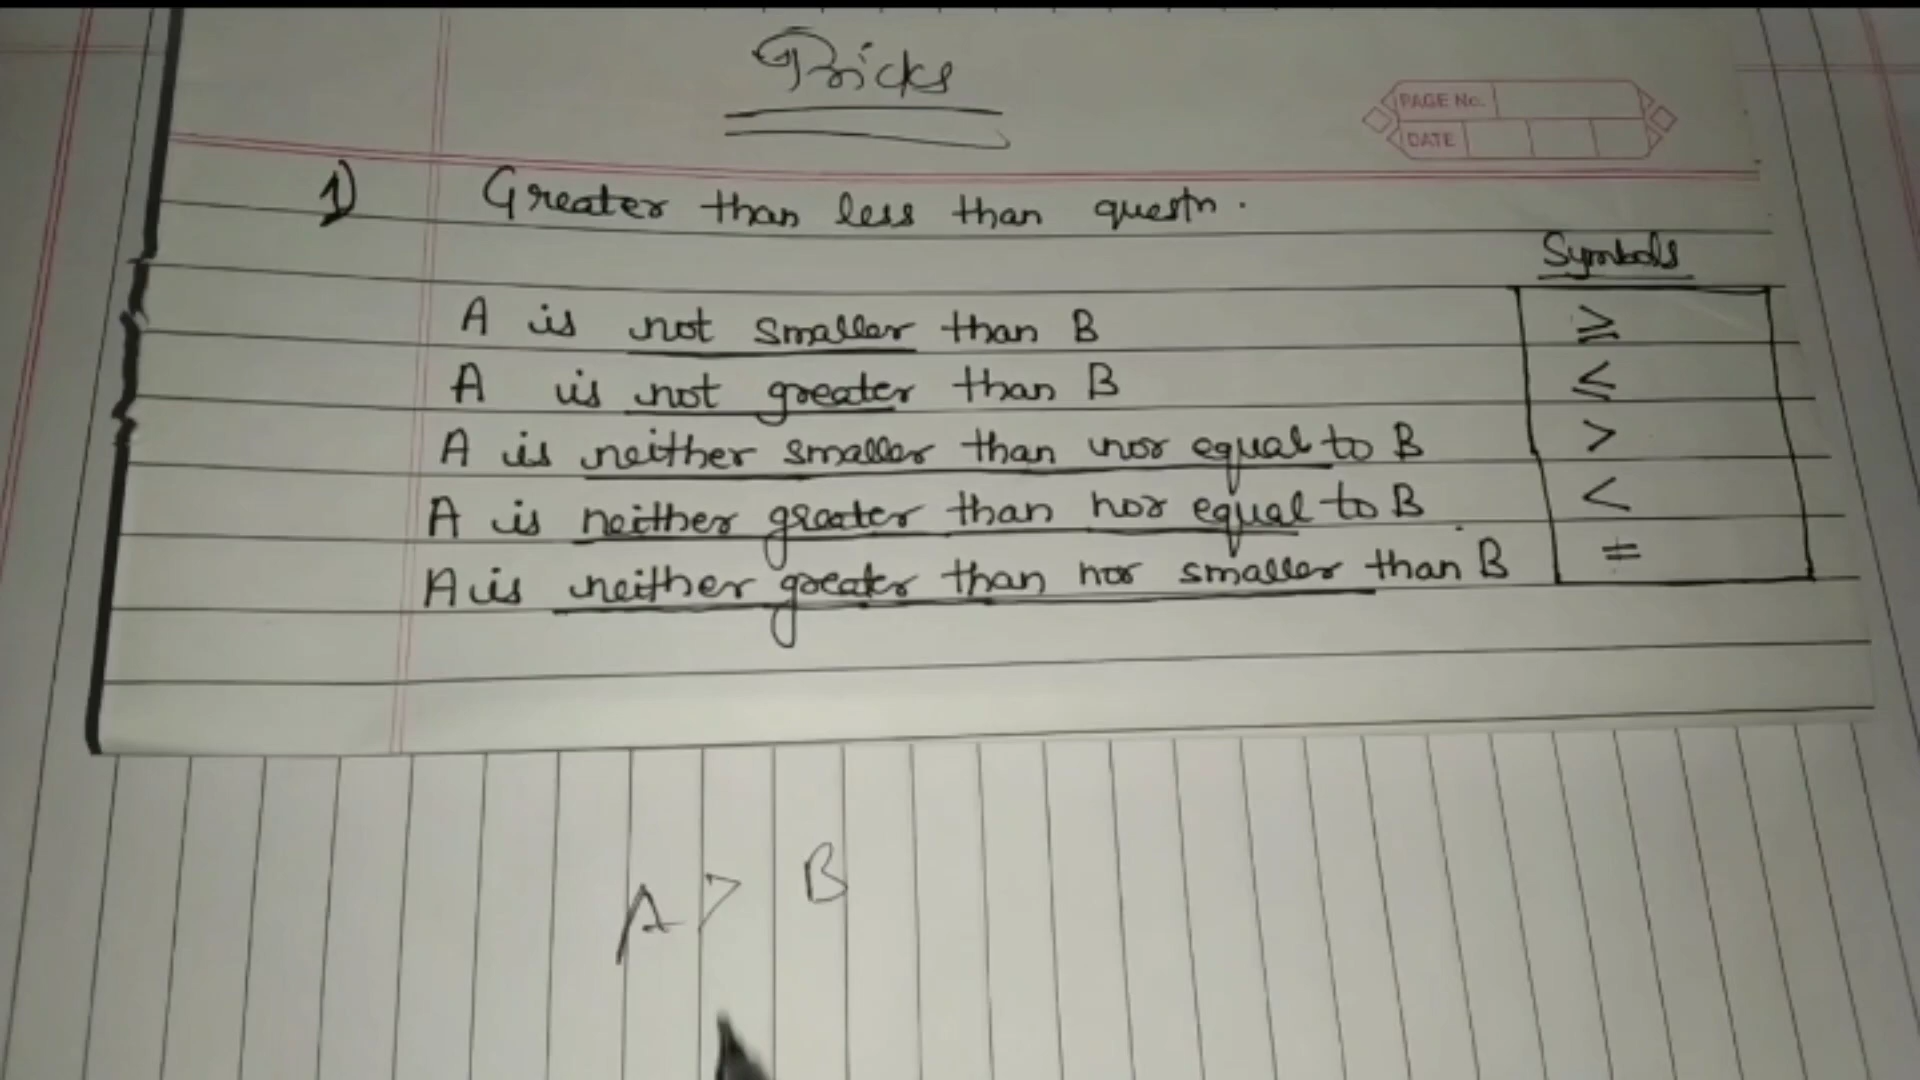 Tricks
PAGE No.
DATE
1) Greater than less than questn.
Symbols
A is not smaller than B ≥
A is not greater than B ≤
A is neither smaller than nor equal to B >
A is neither greater than nor equal to B <
A is neither greater than nor smaller than B =
A > B